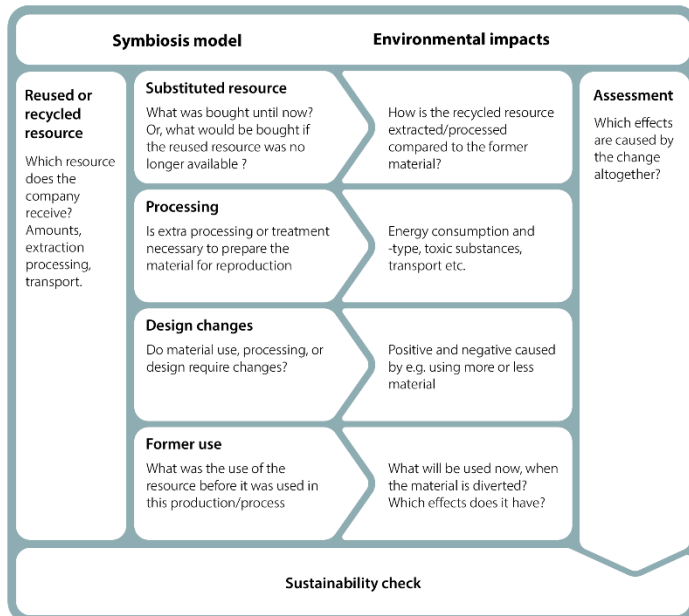 Symbiosis model
Environmental impacts
Reused or
recycled
resource
Which resource
does the
company
receive?
Amounts,
extraction
processing,
transport.
Substituted resource
What was bought until now?
Or, what would be bought if
the reused resource was no
longer available ?
How is the recycled resource
extracted/processed
compared to the former
material?
Processing
Is extra processing or treatment
necessary to prepare the
material for reproduction
Energy consumption and
-type, toxic substances,
transport etc.
Design changes
Do material use, processing, or
design require changes?
Positive and negative caused
by e.g. using more or less
material
Former use
What was the use of the
resource before it was used in
this production/process
What will be used now, when
the material is diverted?
Which effects does it have?
Assessment
Which effects
are caused by
the change
altogether?
Sustainability check